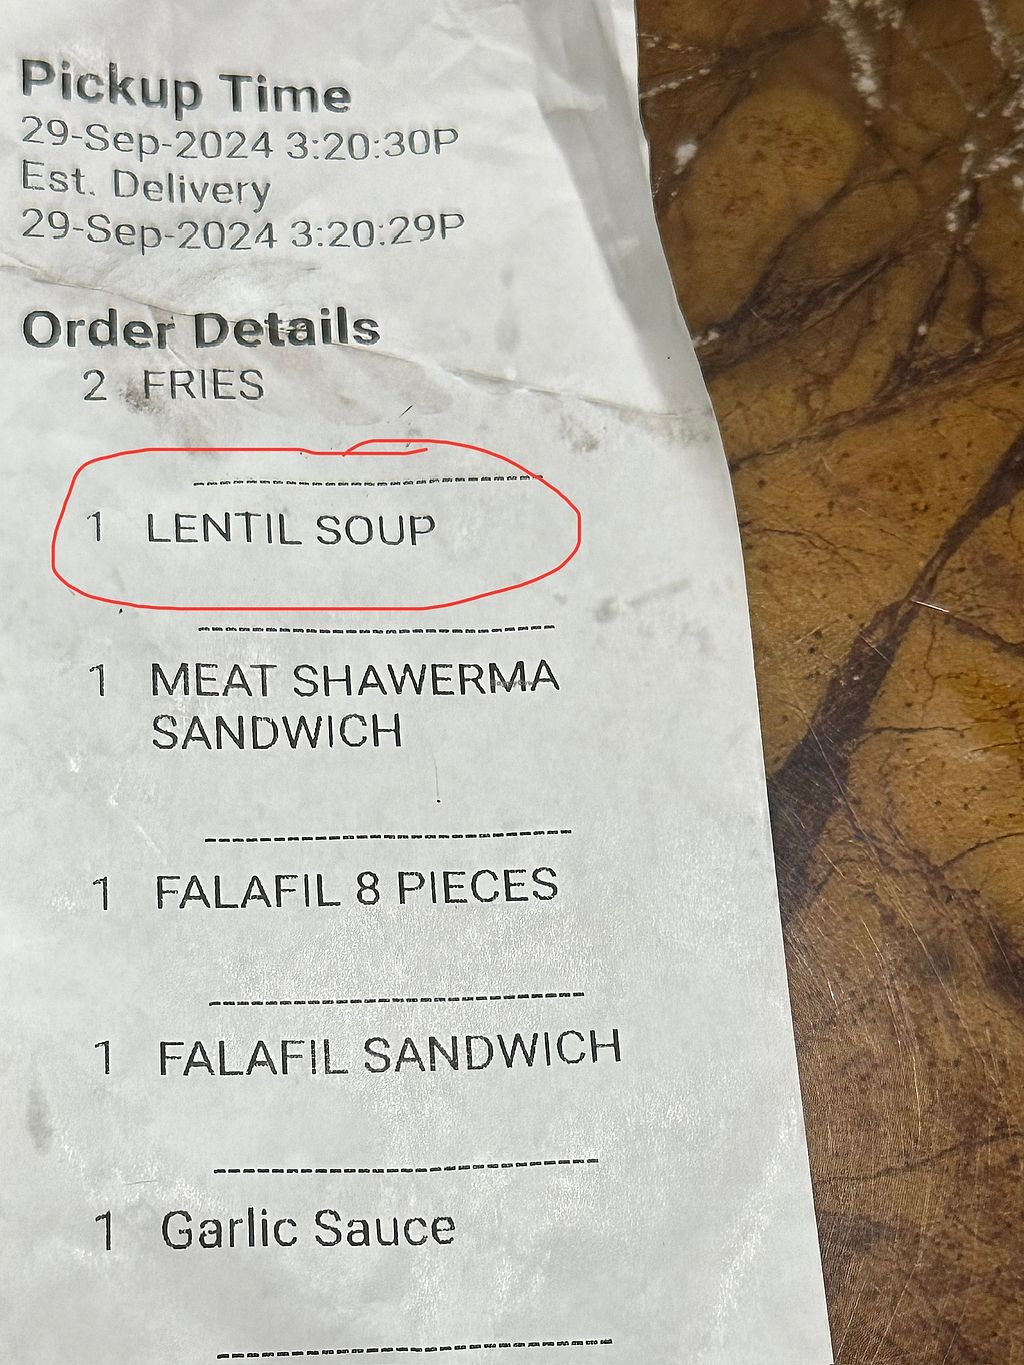 Pickup Time
29-Sep-2024 3:20:30P
Est. Delivery
29-Sep-2024 3:20:29P
Order Details
2 FRIES
1 LENTIL SOUP
1 MEAT SHAWERMA
SANDWICH
1 FALAFIL 8 PIECES
1 FALAFIL SANDWICH
1 Garlic Sauce